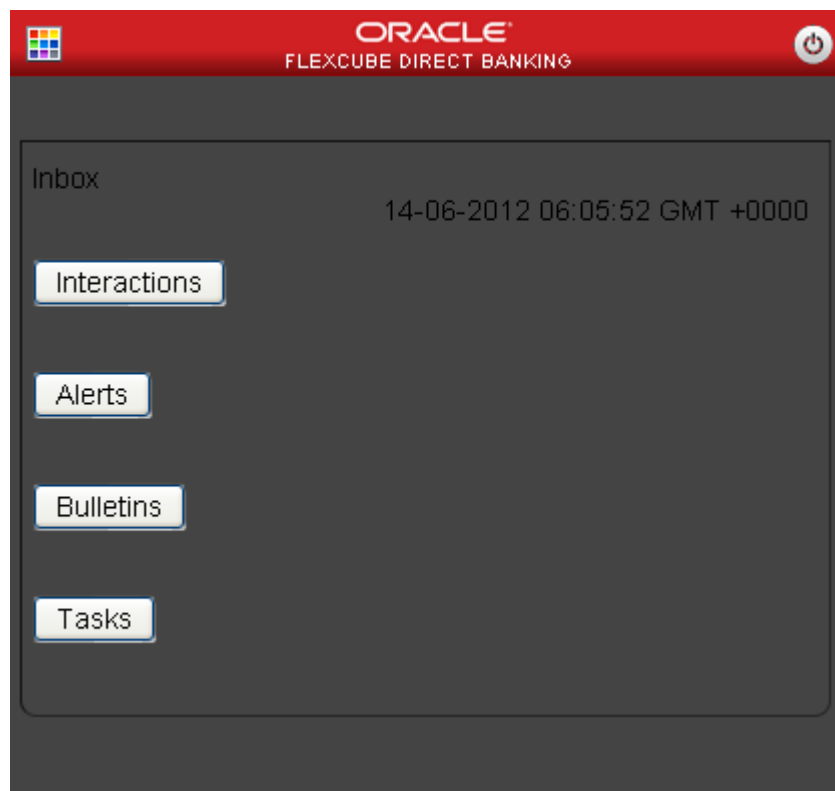 ORACLE
FLEXCUBE DIRECT BANKING
Inbox
14-06-2012 06:05:52 GMT +0000
Interactions
Alerts
Bulletins
Tasks